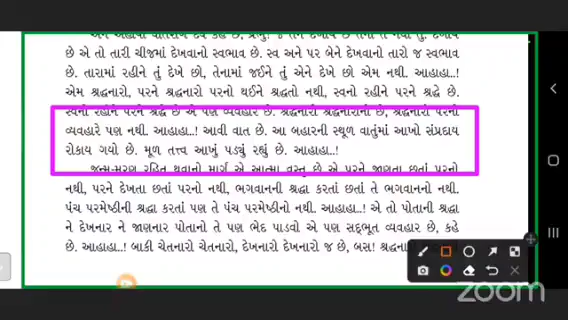 છે એ તો તારી ચીજમાં દેખવાનો સ્વભાવ છે. સ્વ અને પર બેને દેખવાનો તારો જ સ્વભાવ
છે. તારામાં રહીને તું દેખે છો, તેનામાં જઈને તું એને દેખે છો એમ નથી. આહાહા..!
એમ શ્રદ્ધનારો, પરને શ્રદ્ધનારો પરનો થઈને શ્રદ્ધતો નથી, સ્વનો રહીને પરને શ્રદ્ધે છે.
સ્વનો રહીને પરને શ્રદ્ધે છે એ પણ વ્યવહાર છે. શ્રદ્ધનારો શ્રદ્ધનારાનો છે, શ્રદ્ધનારો પરનો
વ્યવહારે પણ નથી. આહાહા..! આવી વાત છે. આ બહારની સ્થૂળ વાતુંમાં આખો સંપ્રદાય
રોકાય ગયો છે. મૂળ તત્ત્વ આખું પડ્યું રહ્યું છે. આહાહા..!
જન્મ-મરણ રહિત થવાનો માર્ગ એ આત્મા વસ્તુ છે એ પરને જાણતા છતાં પરનો
નથી, પરને દેખતા છતાં પરનો નથી, ભગવાનની શ્રદ્ધા કરતાં છતાં તે ભગવાનનો નથી.
પંચ પરમેષ્ઠીની શ્રદ્ધા કરતાં પણ તે પંચ પરમેષ્ઠીનો નથી. આહાહા..! એ તો પોતાની શ્રદ્ધા
ને દેખનાર ને જાણનાર પોતાનો તે પણ ભેદ પાડવો એ પણ સદ્ભૂત વ્યવહાર છે, કહે
છે. આહાહા..! બાકી ચેતનારો ચેતનારો, દેખનારો દેખનારો જ છે, બસ! શ્રદ્ધનારો
zoom